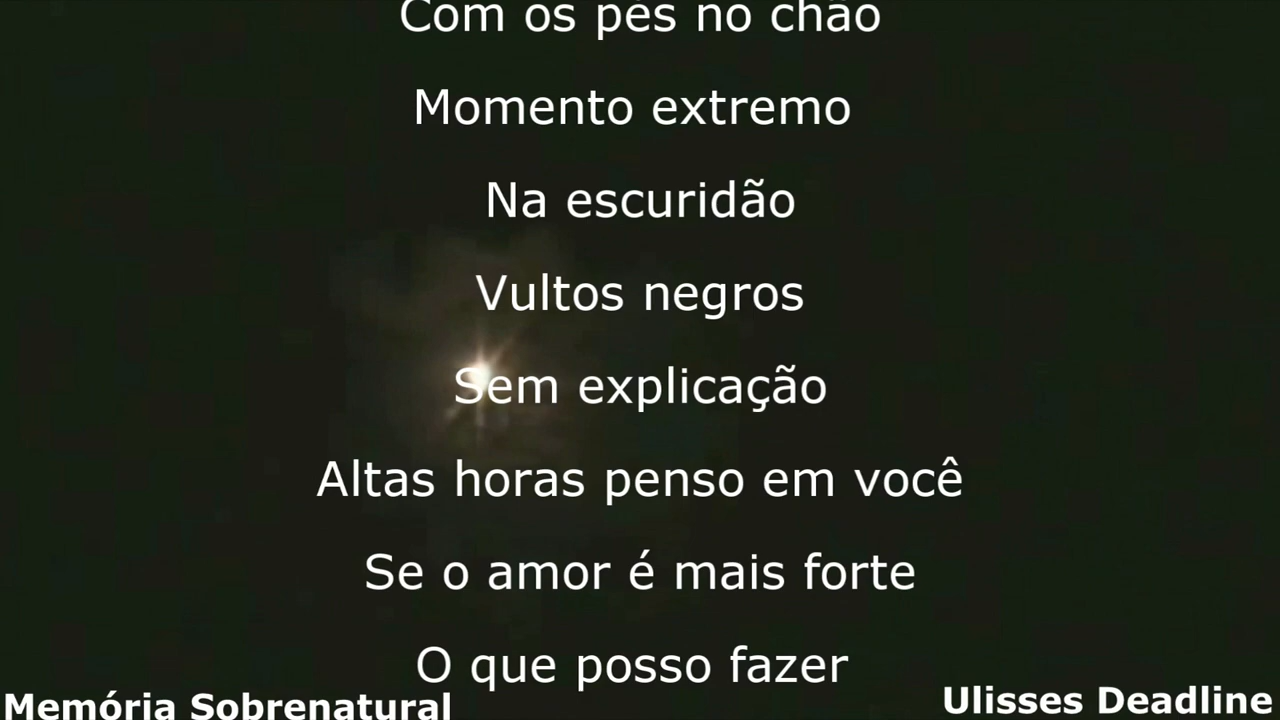 Com os pés no chão
Momento extremo
Na escuridão
Vultos negros
Sem explicação
Altas horas penso em você
Se o amor é mais forte
O que posso fazer
Memória Sobrenatural
Ulisses Deadline